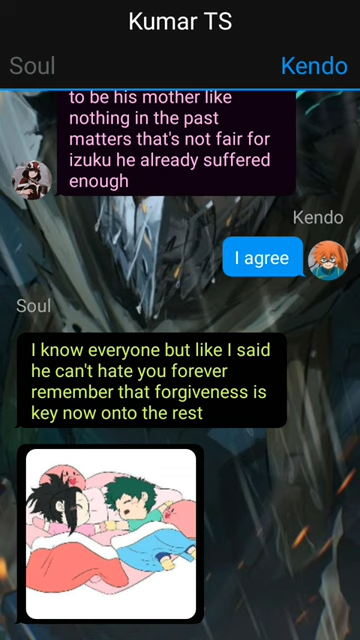 Kumar TS
Soul
Kendo
to be his mother like
nothing in the past
matters that's not fair for
izuku he already suffered
enough
Kendo
I agree
Soul
I know everyone but like I said
he can't hate you forever
remember that forgiveness is
key now onto the rest